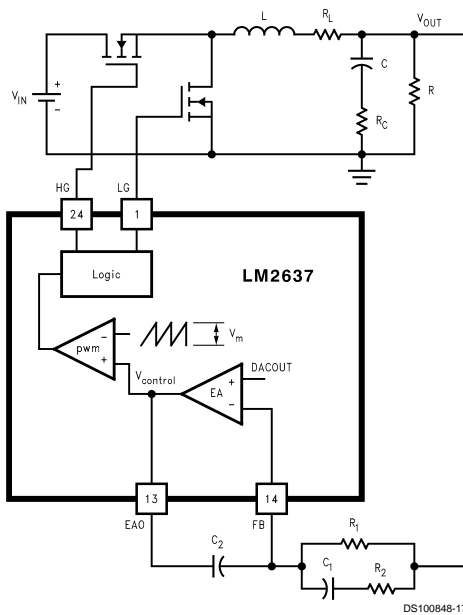 L
R_L
V_OUT
V_IN
+
-
C
R
R_C
HG
LG
24
1
Logic
LM2637
pwm
-
+
V_m
V_control
EA
+
-
DACOUT
13
14
EAO
FB
C_2
R_1
C_1
R_2
DS100848-17